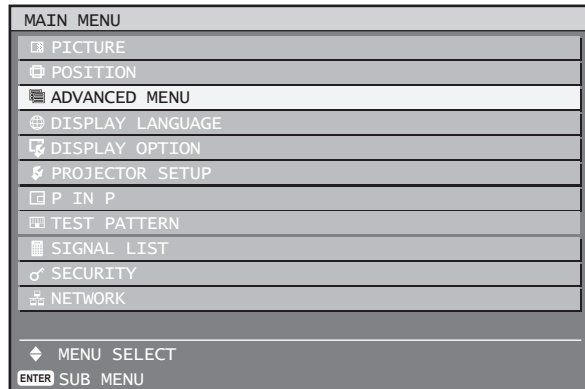 MAIN MENU
PICTURE
POSITION
ADVANCED MENU
DISPLAY LANGUAGE
DISPLAY OPTION
PROJECTOR SETUP
P IN P
TEST PATTERN
SIGNAL LIST
SECURITY
NETWORK
MENU SELECT
ENTER SUB MENU